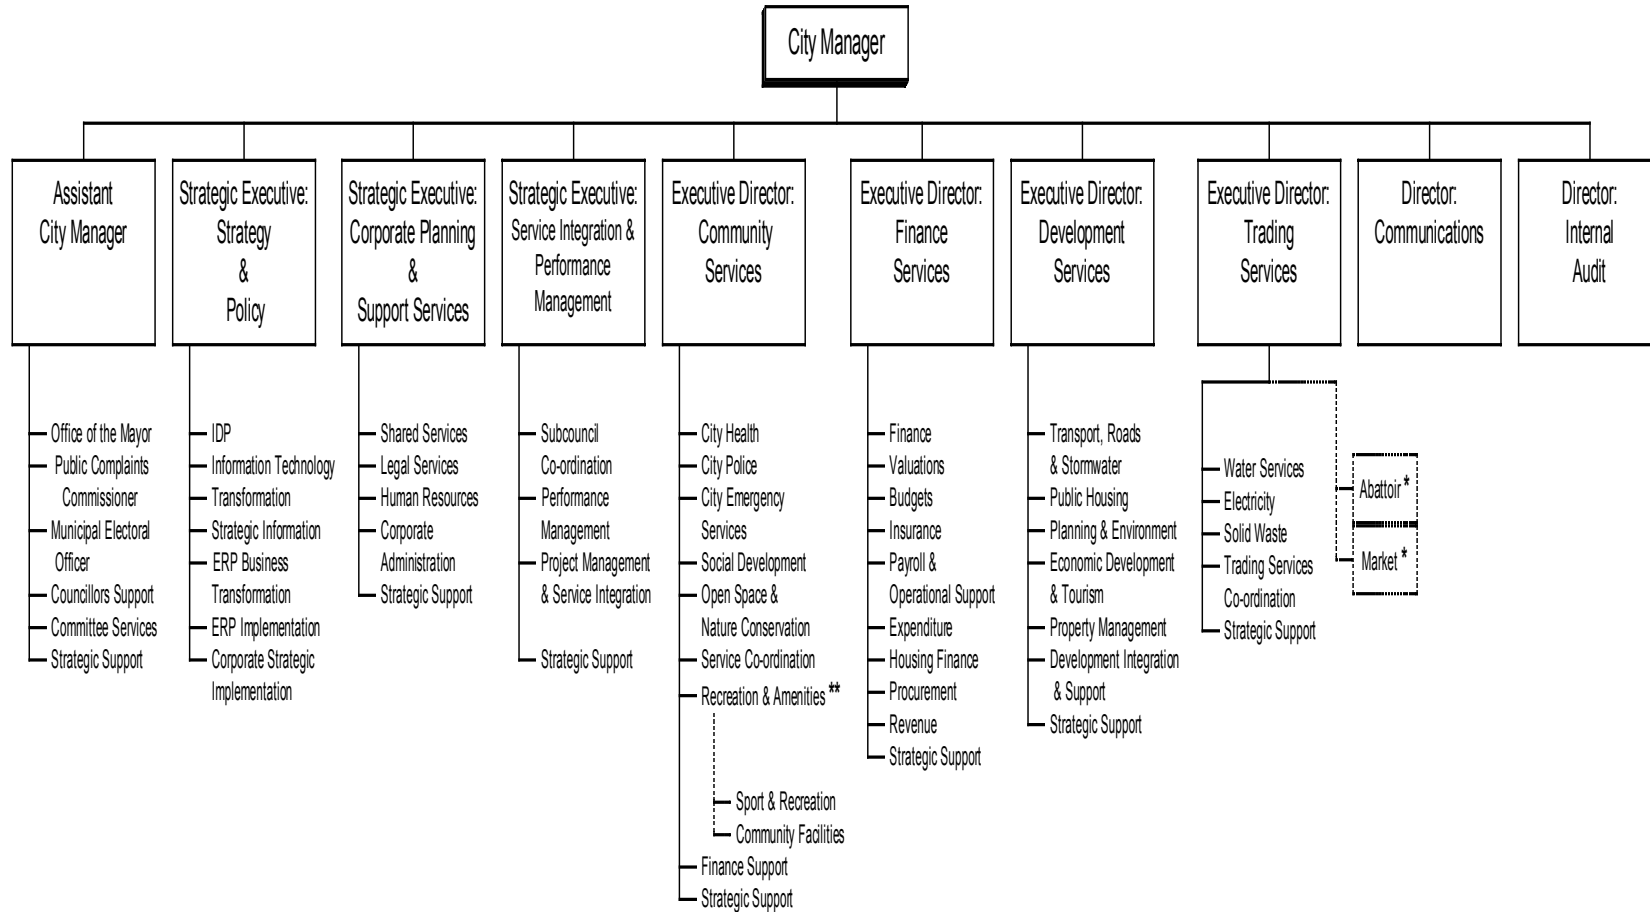 City Manager
Assistant
City Manager
Strategic Executive:
Strategy
&
Policy
Strategic Executive:
Corporate Planning
&
Support Services
Strategic Executive:
Service Integration &
Performance
Management
Executive Director:
Community
Services
Executive Director:
Finance
Services
Executive Director:
Development
Services
Executive Director:
Trading
Services
Director:
Communications
Director:
Internal
Audit
Office of the Mayor
Public Complaints
Commissioner
Municipal Electoral
Officer
Councillors Support
Committee Services
Strategic Support
IDP
Information Technology
Transformation
Strategic Information
ERP Business
Transformation
ERP Implementation
Corporate Strategic
Implementation
Shared Services
Legal Services
Human Resources
Corporate
Administration
Strategic Support
Subcouncil
Co-ordination
Performance
Management
Project Management
& Service Integration
Strategic Support
City Health
City Police
City Emergency
Services
Social Development
Open Space &
Nature Conservation
Service Co-ordination
Recreation & Amenities **
Sport & Recreation
Community Facilities
Finance Support
Strategic Support
Finance
Valuations
Budgets
Insurance
Payroll &
Operational Support
Expenditure
Housing Finance
Procurement
Revenue
Strategic Support
Transport, Roads
& Stormwater
Public Housing
Planning & Environment
Economic Development
& Tourism
Property Management
Development Integration
& Support
Strategic Support
Water Services
Electricity
Solid Waste
Trading Services
Co-ordination
Strategic Support
Abattoir *
Market *